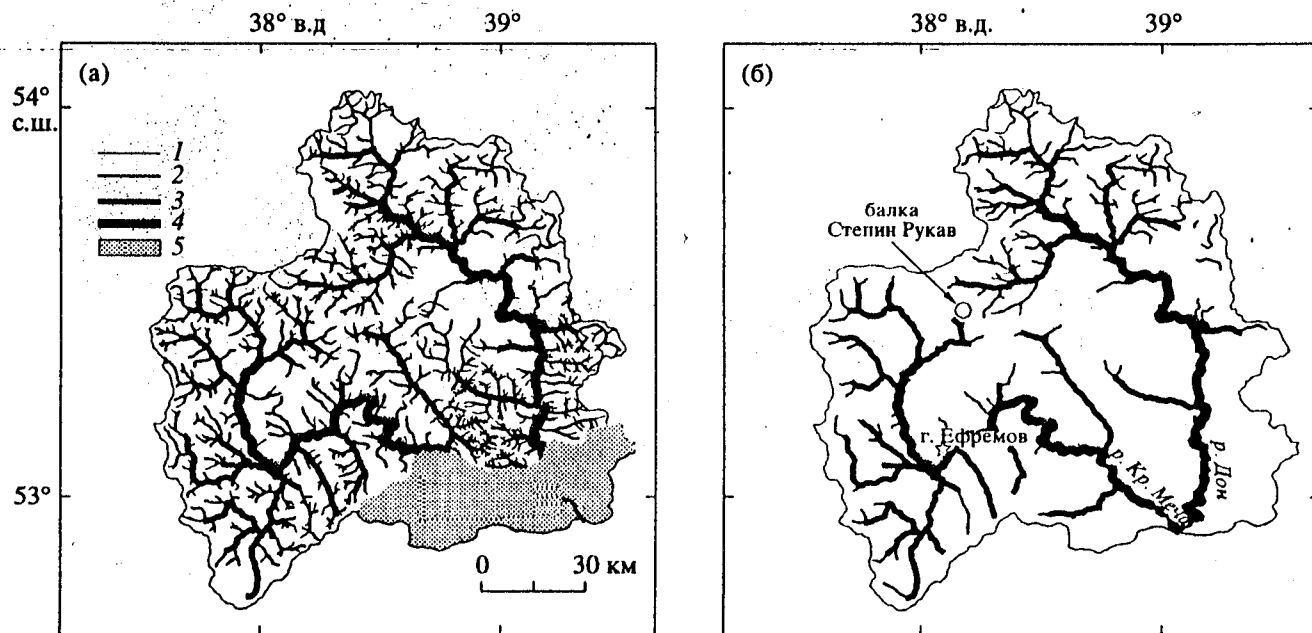 38° в.д
39°
38° в.д.
39°
(а)
(б)
54°
с.ш.
1
2
3
4
5
балка
Степин Рукав
г. Ефремов
р. Кр. Меча
р. Дон
53°
0 30 км